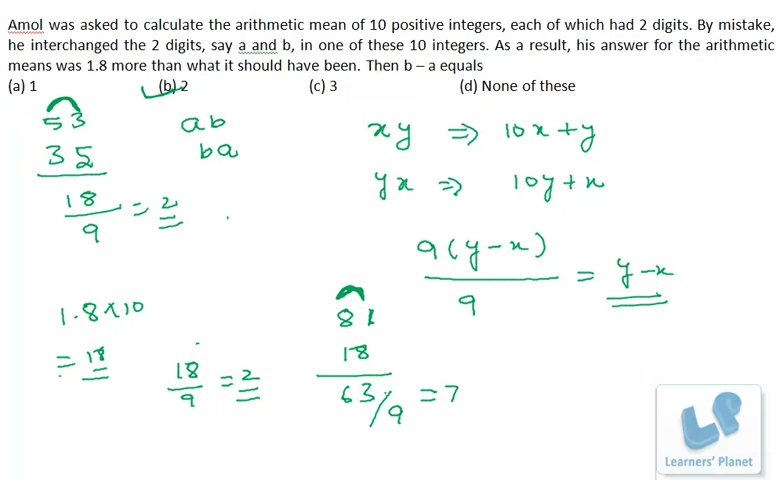 Amol was asked to calculate the arithmetic mean of 10 positive integers, each of which had 2 digits. By mistake,
he interchanged the 2 digits, say a and b, in one of these 10 integers. As a result, his answer for the arithmetic
means was 1.8 more than what it should have been. Then b – a equals
(a) 1 (b) 2 (c) 3 (d) None of these
53 ab xy ⇒ 10x+y
35 ba yx ⇒ 10y+x
18/9 = 2
9(y-x)/9 = y-x
1.8×10 81
= 18 18/9 = 2 18
63/9 = 7
LP
Learners' Planet